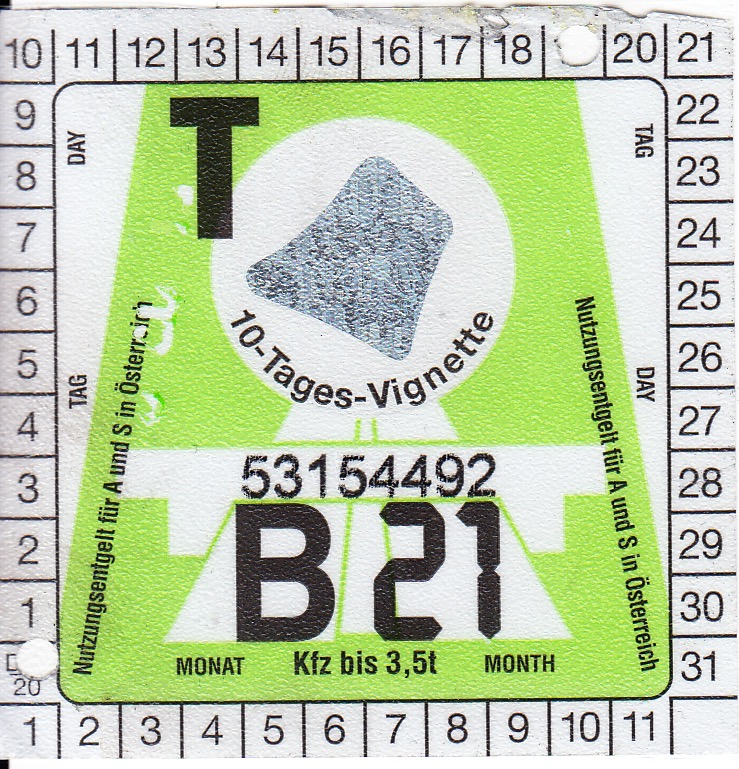 10 11 12 13 14 15 16 17 18 20 21
9 22
8 23
7 24
6 25
5 26
4 27
3 28
2 29
1 30
31
20
1 2 3 4 5 6 7 8 9 10 11
DAY
TAG
TAG
DAY
T
10-Tages-Vignette
Nutzungsentgelt für A und S in Österreich
Nutzungsentgelt für A und S in Österreich
53154492
B 21
MONAT Kfz bis 3,5t MONTH